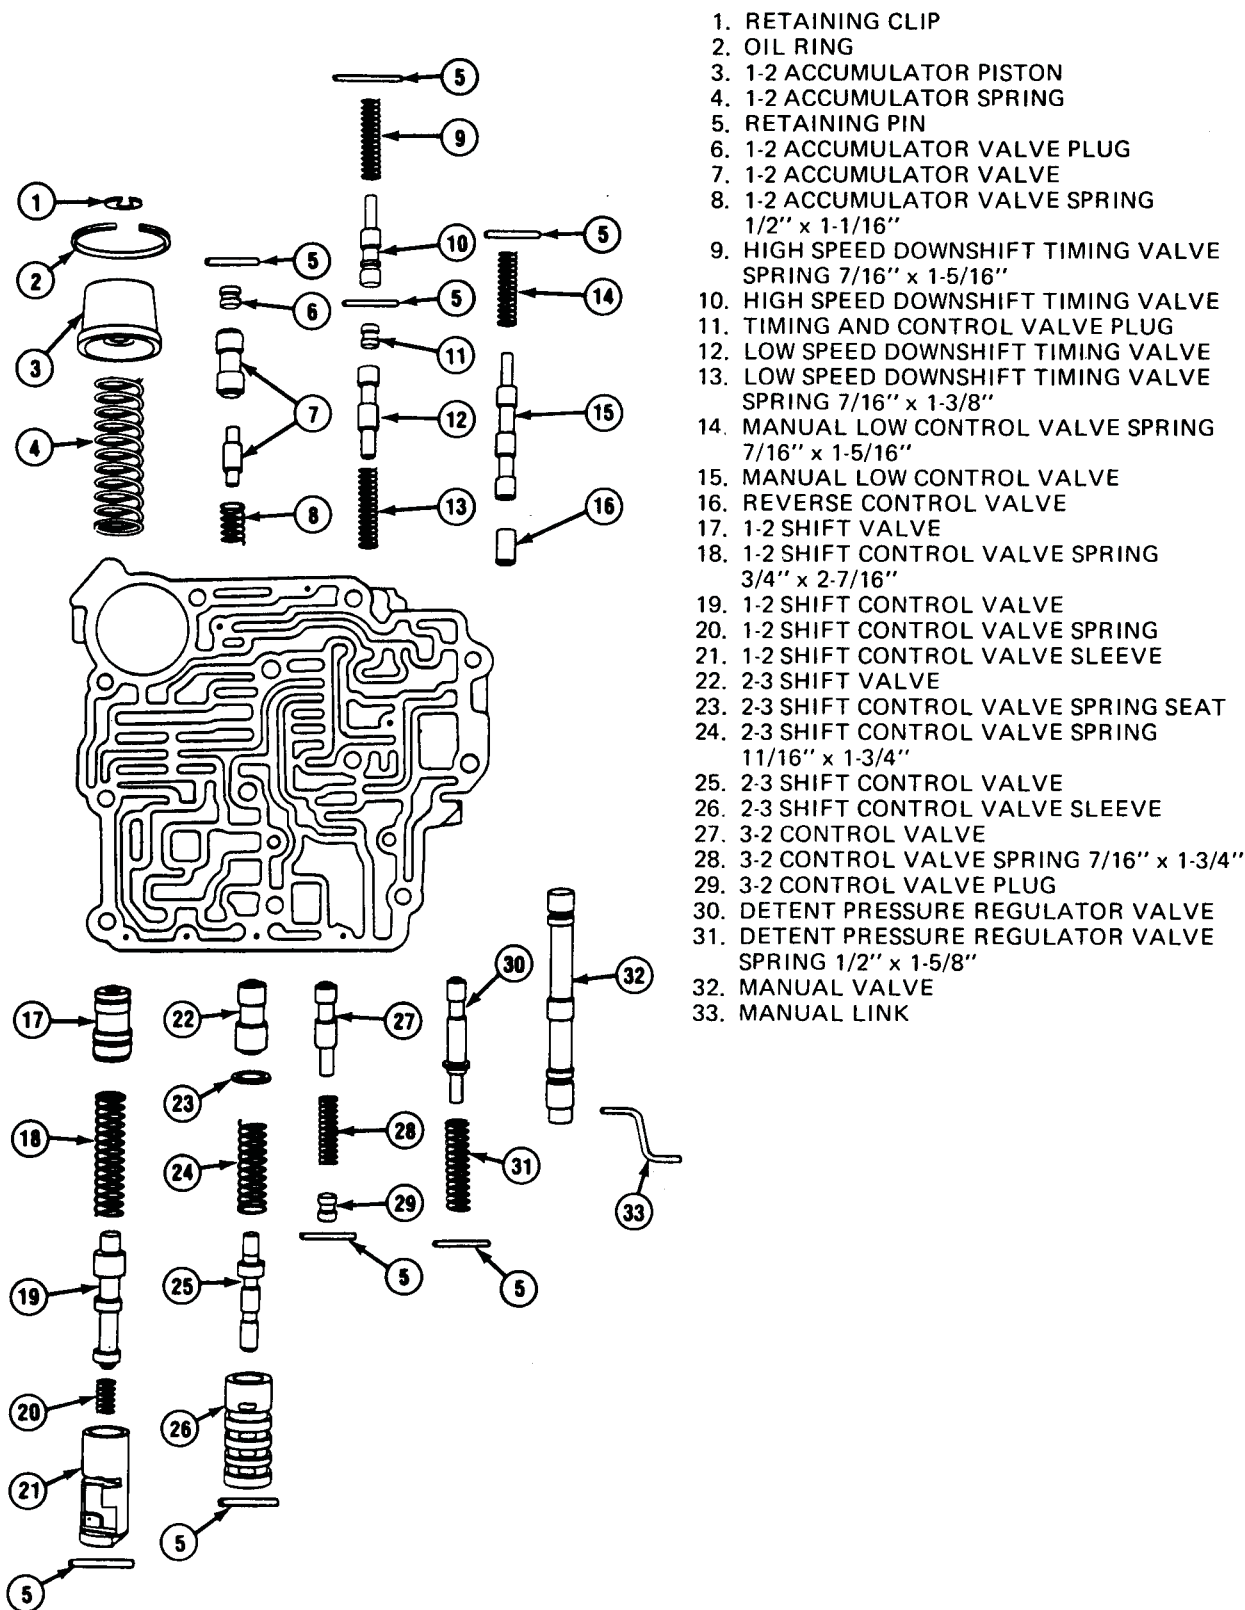 1. RETAINING CLIP
2. OIL RING
3. 1-2 ACCUMULATOR PISTON
4. 1-2 ACCUMULATOR SPRING
5. RETAINING PIN
6. 1-2 ACCUMULATOR VALVE PLUG
7. 1-2 ACCUMULATOR VALVE
8. 1-2 ACCUMULATOR VALVE SPRING
1/2" x 1-1/16"
9. HIGH SPEED DOWNSHIFT TIMING VALVE
SPRING 7/16" x 1-5/16"
10. HIGH SPEED DOWNSHIFT TIMING VALVE
11. TIMING AND CONTROL VALVE PLUG
12. LOW SPEED DOWNSHIFT TIMING VALVE
13. LOW SPEED DOWNSHIFT TIMING VALVE
SPRING 7/16" x 1-3/8"
14. MANUAL LOW CONTROL VALVE SPRING
7/16" x 1-5/16"
15. MANUAL LOW CONTROL VALVE
16. REVERSE CONTROL VALVE
17. 1-2 SHIFT VALVE
18. 1-2 SHIFT CONTROL VALVE SPRING
3/4" x 2-7/16"
19. 1-2 SHIFT CONTROL VALVE
20. 1-2 SHIFT CONTROL VALVE SPRING
21. 1-2 SHIFT CONTROL VALVE SLEEVE
22. 2-3 SHIFT VALVE
23. 2-3 SHIFT CONTROL VALVE SPRING SEAT
24. 2-3 SHIFT CONTROL VALVE SPRING
11/16" x 1-3/4"
25. 2-3 SHIFT CONTROL VALVE
26. 2-3 SHIFT CONTROL VALVE SLEEVE
27. 3-2 CONTROL VALVE
28. 3-2 CONTROL VALVE SPRING 7/16" x 1-3/4"
29. 3-2 CONTROL VALVE PLUG
30. DETENT PRESSURE REGULATOR VALVE
31. DETENT PRESSURE REGULATOR VALVE
SPRING 1/2" x 1-5/8"
32. MANUAL VALVE
33. MANUAL LINK
5
9
1
10
5
2
5
6
5
14
3
11
7
12
15
4
8
13
16
17
22
27
30
32
23
18
24
28
31
29
33
19
25
5
5
20
26
21
5
5